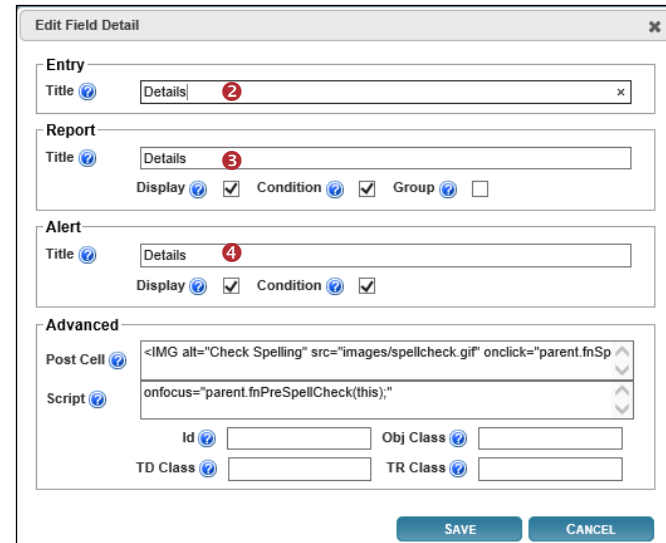 Edit Field Detail ✖
Entry
Title ? Details 2 ×
Report
Title ? Details 3
Display ? ✓ Condition ? ✓ Group ?
Alert
Title ? Details 4
Display ? ✓ Condition ? ✓
Advanced
Post Cell ? <IMG alt="Check Spelling" src="images/spellcheck.gif" onclick="parent.fnSp
Script ? onfocus="parent.fnPreSpellCheck(this);"
Id ? Obj Class ?
TD Class ? TR Class ?
SAVE CANCEL